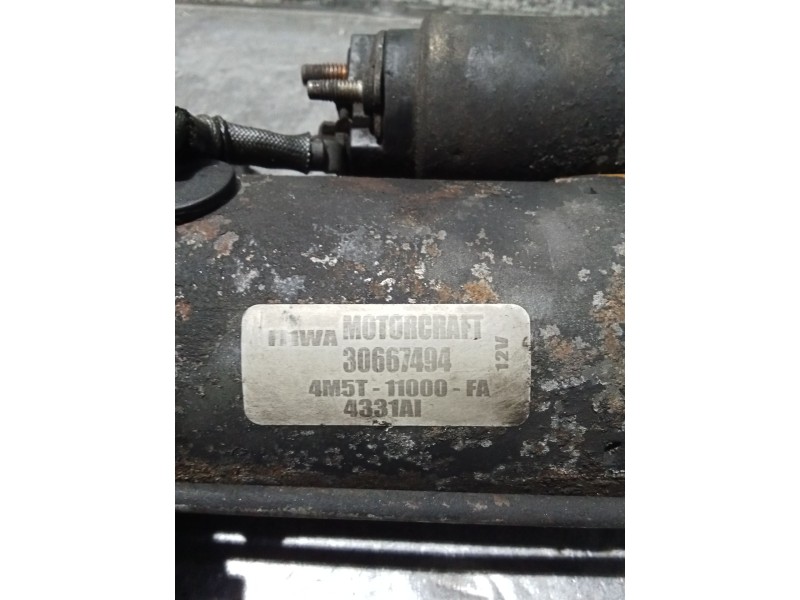 MOTORCRAFT
30667494
12V
4M5T-11000-FA
4331AI